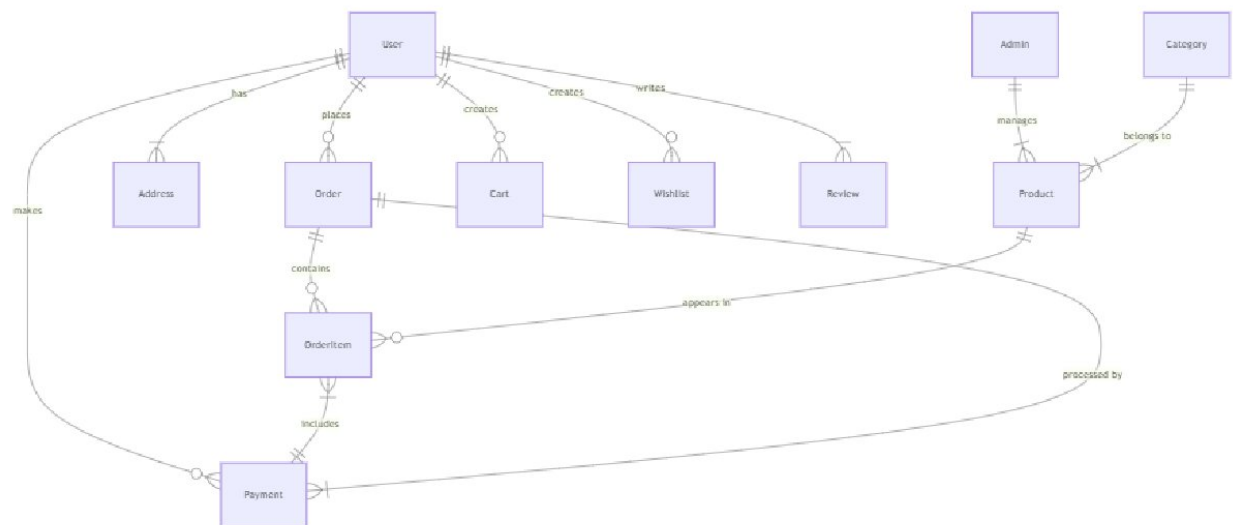 User
Admin
Category
has
places
creates
creates
writes
manages
belongs to
Address
Order
Cart
Wishlist
Review
Product
makes
contains
appears in
OrderItem
processed by
includes
Payment